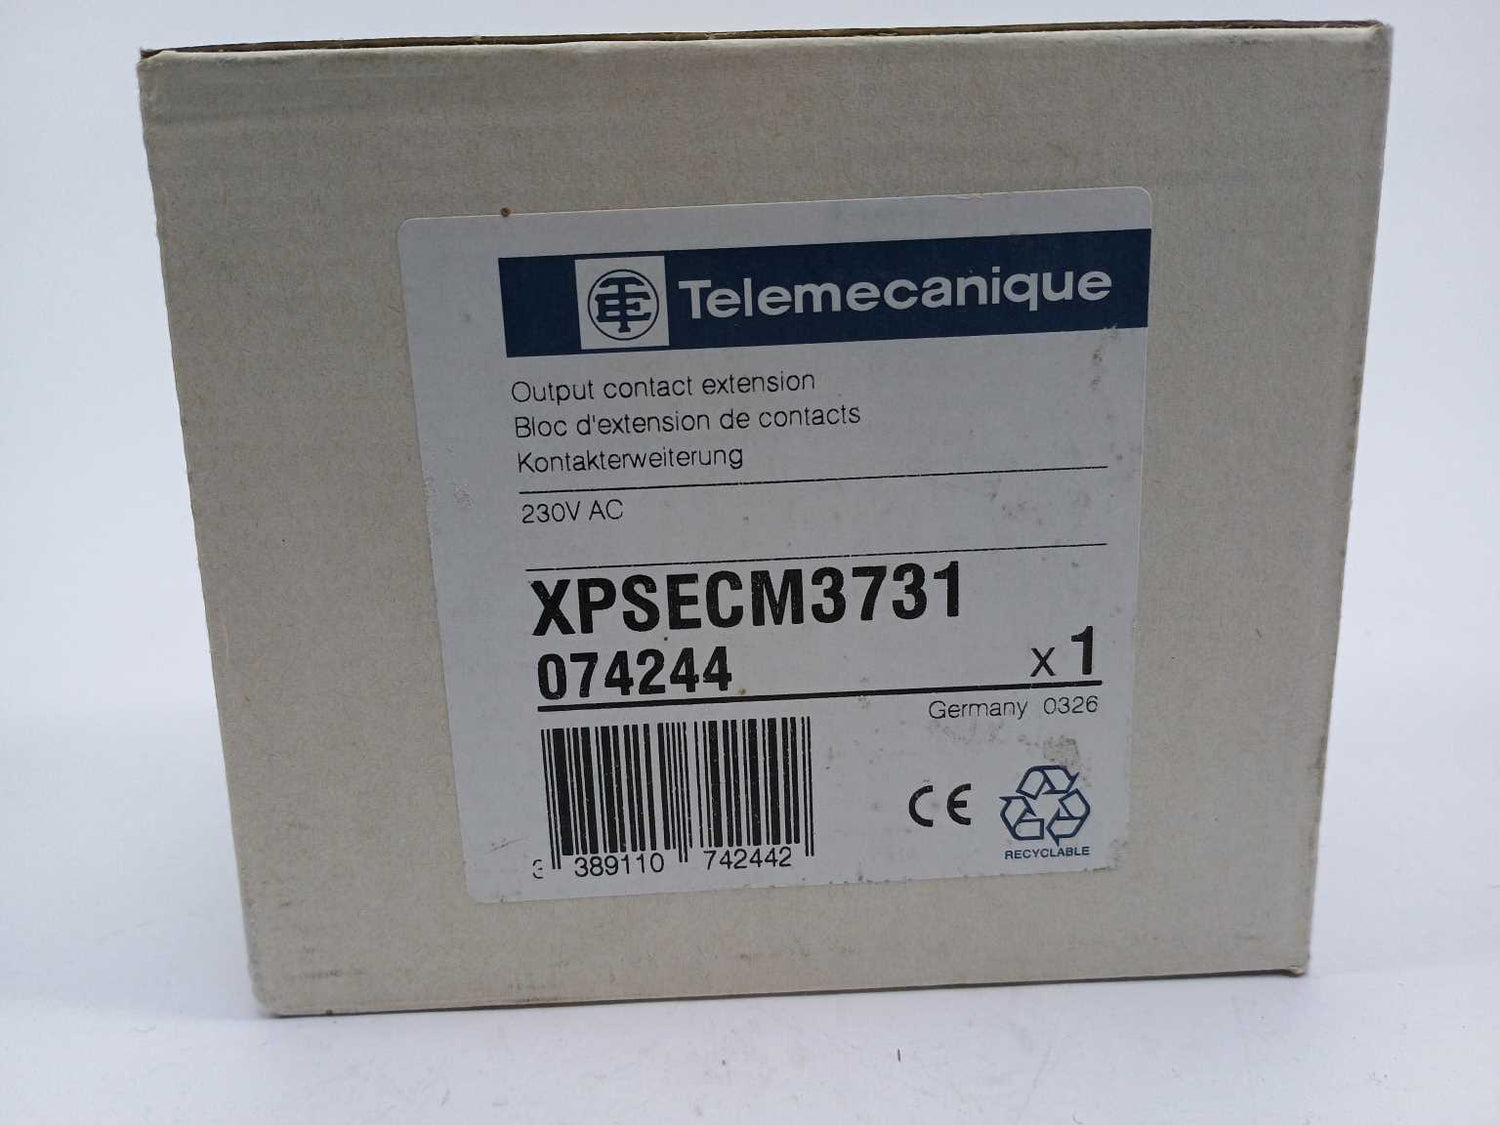 Telemecanique
Output contact extension
Bloc d'extension de contacts
Kontakterweiterung
230V AC
XPSECM3731
074244
x 1
Germany 0326
3 389110 742442
CE
RECYCLABLE